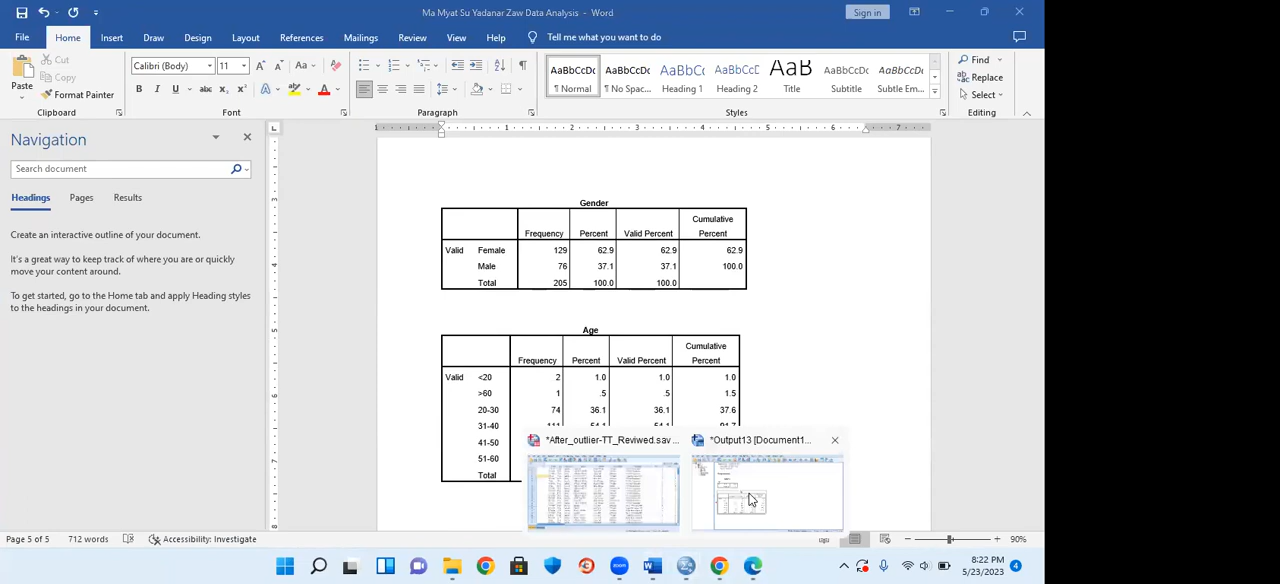 Ma Myat Su Yadanar Zaw Data Analysis - Word
Sign in
File Home Insert Draw Design Layout References Mailings Review View Help Tell me what you want to do
Paste
Cut
Copy
Format Painter
Calibri (Body) 11
Clipboard Font Paragraph Styles Editing
AaBbCcDc AaBbCcDc AaBbCc AaBbCcD AaB AaBbCcDc AaBbCcDc
¶ Normal ¶ No Spac... Heading 1 Heading 2 Title Subtitle Subtle Em...
Find
Replace
Select
Navigation
Search document
Headings Pages Results
Create an interactive outline of your document.
It's a great way to keep track of where you are or quickly
move your content around.
To get started, go to the Home tab and apply Heading styles
to the headings in your document.
Gender
Frequency Percent Valid Percent Cumulative Percent
Valid Female 129 62.9 62.9 62.9
Male 76 37.1 37.1 100.0
Total 205 100.0 100.0
Age
Frequency Percent Valid Percent Cumulative Percent
Valid <20 2 1.0 1.0 1.0
>60 1 .5 .5 1.5
20-30 74 36.1 36.1 37.6
31-40
41-50
51-60
Total
*After_outlier-TT_Reviwed.sav ...
*Output13 [Document1...
Page 5 of 5 712 words Accessibility: Investigate
90%
8:22 PM
5/23/2023